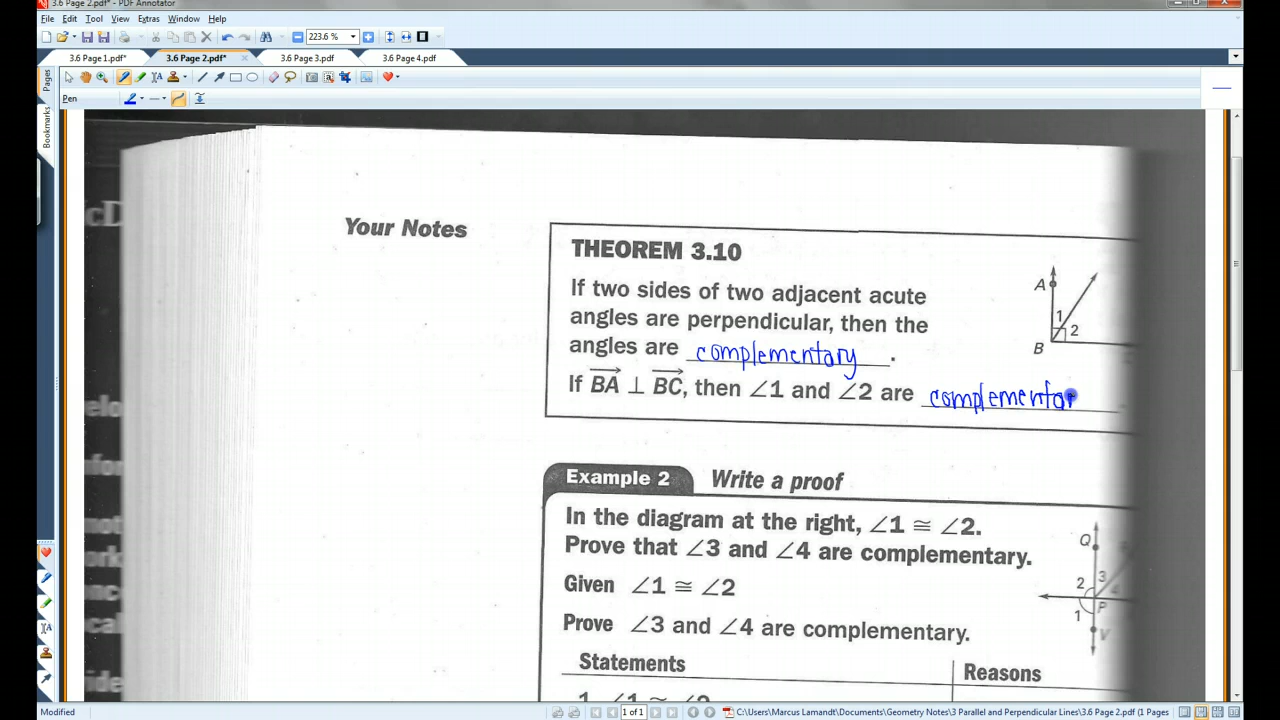 3.6 Page 2.pdf* - PDF Annotator
File Edit Tool View Extras Window Help
223.6 %
3.6 Page 1.pdf* 3.6 Page 2.pdf* 3.6 Page 3.pdf 3.6 Page 4.pdf
Pen
Pages
Bookmarks
Your Notes
THEOREM 3.10
If two sides of two adjacent acute
angles are perpendicular, then the
angles are complementary.
If BA ⊥ BC, then ∠1 and ∠2 are complementar
A
1
2
B
Example 2 Write a proof
In the diagram at the right, ∠1 ≅ ∠2.
Prove that ∠3 and ∠4 are complementary.
Given ∠1 ≅ ∠2
Prove ∠3 and ∠4 are complementary.
Q
2 3
4
1 P
V
Statements Reasons
1. ∠1 ≅ ∠2
Modified 1 of 1 C:\Users\Marcus Lamandt\Documents\Geometry Notes\3 Parallel and Perpendicular Lines\3.6 Page 2.pdf (1 Pages